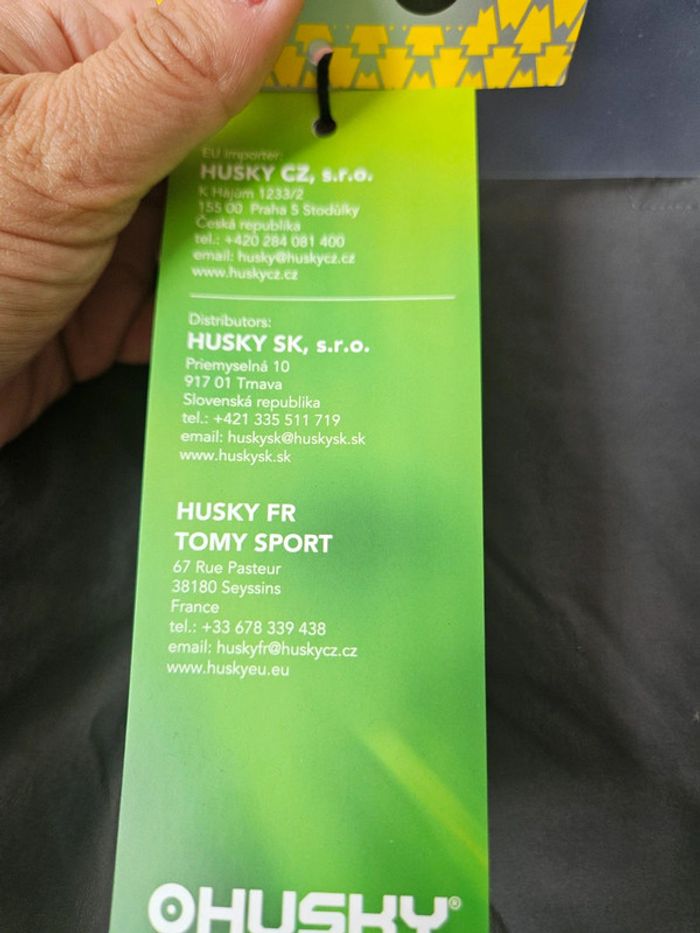 EU importer:
HUSKY CZ, s.r.o.
K Hájům 1233/2
155 00 Praha 5 Stodůlky
Česká republika
tel.: +420 284 081 400
email: husky@huskycz.cz
www.huskycz.cz
Distributors:
HUSKY SK, s.r.o.
Priemyselná 10
917 01 Trnava
Slovenská republika
tel.: +421 335 511 719
email: huskysk@huskysk.sk
www.huskysk.sk
HUSKY FR
TOMY SPORT
67 Rue Pasteur
38180 Seyssins
France
tel.: +33 678 339 438
email: huskyfr@huskycz.cz
www.huskyeu.eu
HUSKY®